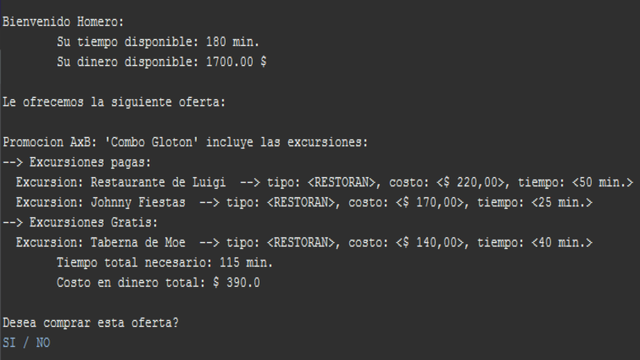 Bienvenido Homero:
Su tiempo disponible: 180 min.
Su dinero disponible: 1700.00 $
Le ofrecemos la siguiente oferta:
Promocion AxB: 'Combo Gloton' incluye las excursiones:
--> Excursiones pagas:
Excursion: Restaurante de Luigi --> tipo: <RESTORAN>, costo: <$ 220,00>, tiempo: <50 min.>
Excursion: Johnny Fiestas --> tipo: <RESTORAN>, costo: <$ 170,00>, tiempo: <25 min.>
--> Excursiones Gratis:
Excursion: Taberna de Moe --> tipo: <RESTORAN>, costo: <$ 140,00>, tiempo: <40 min.>
Tiempo total necesario: 115 min.
Costo en dinero total: $ 390.0
Desea comprar esta oferta?
SI / NO